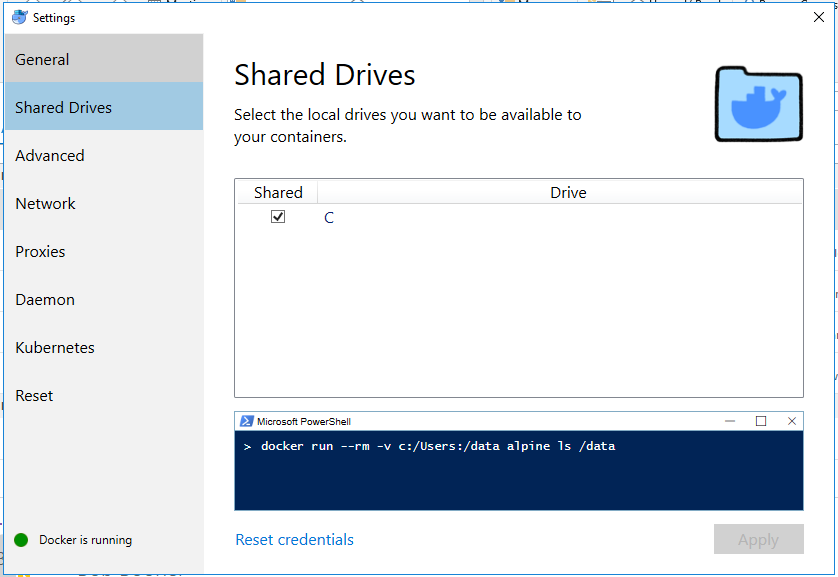 Settings
General
Shared Drives
Advanced
Network
Proxies
Daemon
Kubernetes
Reset
Docker is running
Shared Drives
Select the local drives you want to be available to
your containers.
Shared Drive
C
Microsoft PowerShell
> docker run --rm -v c:/Users:/data alpine ls /data
Reset credentials
Apply